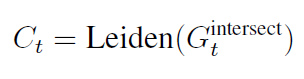 C_t = Leiden(G_t^intersect)